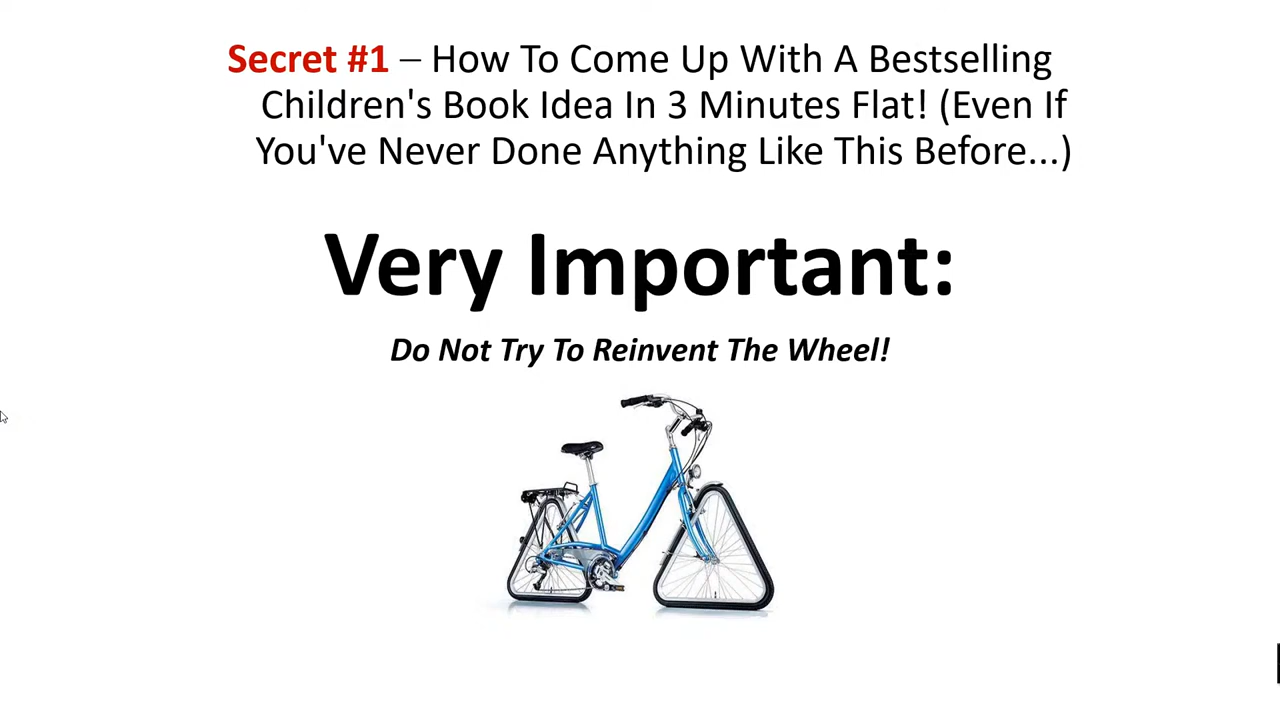 Secret #1 – How To Come Up With A Bestselling
Children's Book Idea In 3 Minutes Flat! (Even If
You've Never Done Anything Like This Before...)
Very Important:
Do Not Try To Reinvent The Wheel!